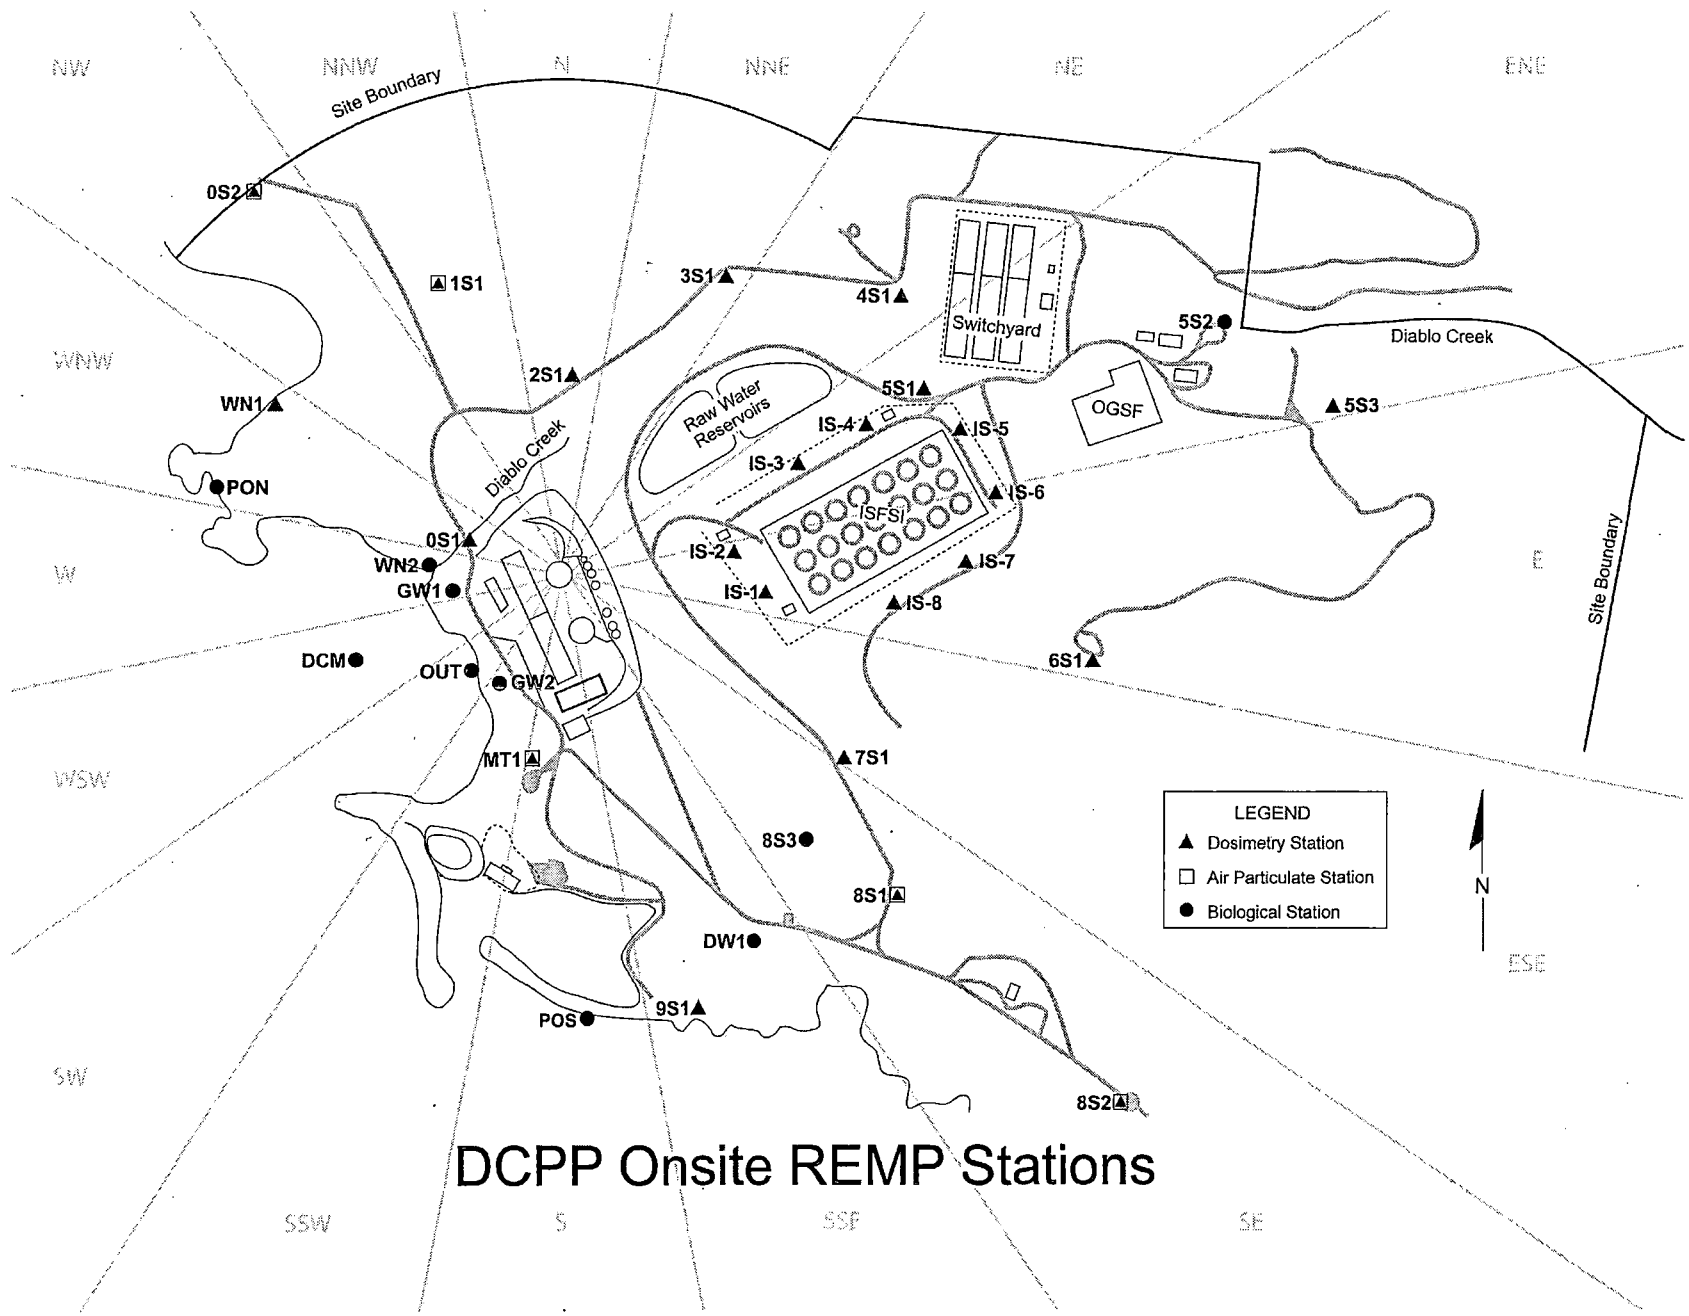 NW
NNW
N
NNE
NE
ENE
Site Boundary
0S2
1S1
3S1
4S1
Switchyard
5S2
Diablo Creek
WNW
2S1
WN1
Raw Water
Reservoirs
5S1
OGSF
5S3
IS-4
IS-5
Diablo Creek
IS-3
PON
IS-6
ISFSI
0S1
IS-2
WN2
IS-7
W
E
GW1
IS-1
IS-8
Site Boundary
DCM
OUT
GW2
6S1
MT1
7S1
WSW
LEGEND
Dosimetry Station
Air Particulate Station
Biological Station
N
8S3
8S1
DW1
ESE
9S1
POS
SW
8S2
DCPP Onsite REMP Stations
SSW
S
SSE
SE